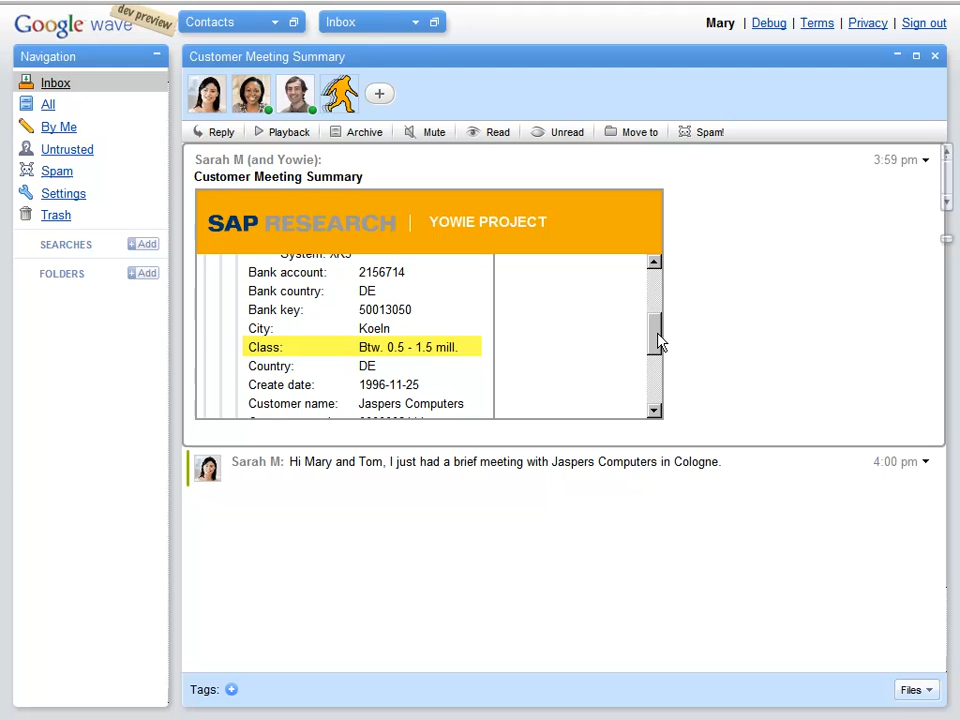 Google wave
dev preview
Contacts
Inbox
Mary | Debug | Terms | Privacy | Sign out
Navigation
Inbox
All
By Me
Untrusted
Spam
Settings
Trash
SEARCHES +Add
FOLDERS +Add
Customer Meeting Summary
Reply Playback Archive Mute Read Unread Move to Spam!
Sarah M (and Yowie): 3:59 pm
Customer Meeting Summary
SAP RESEARCH | YOWIE PROJECT
Bank account: 2156714
Bank country: DE
Bank key: 50013050
City: Koeln
Class: Btw. 0.5 - 1.5 mill.
Country: DE
Create date: 1996-11-25
Customer name: Jaspers Computers
Sarah M: Hi Mary and Tom, I just had a brief meeting with Jaspers Computers in Cologne. 4:00 pm
Tags:
Files